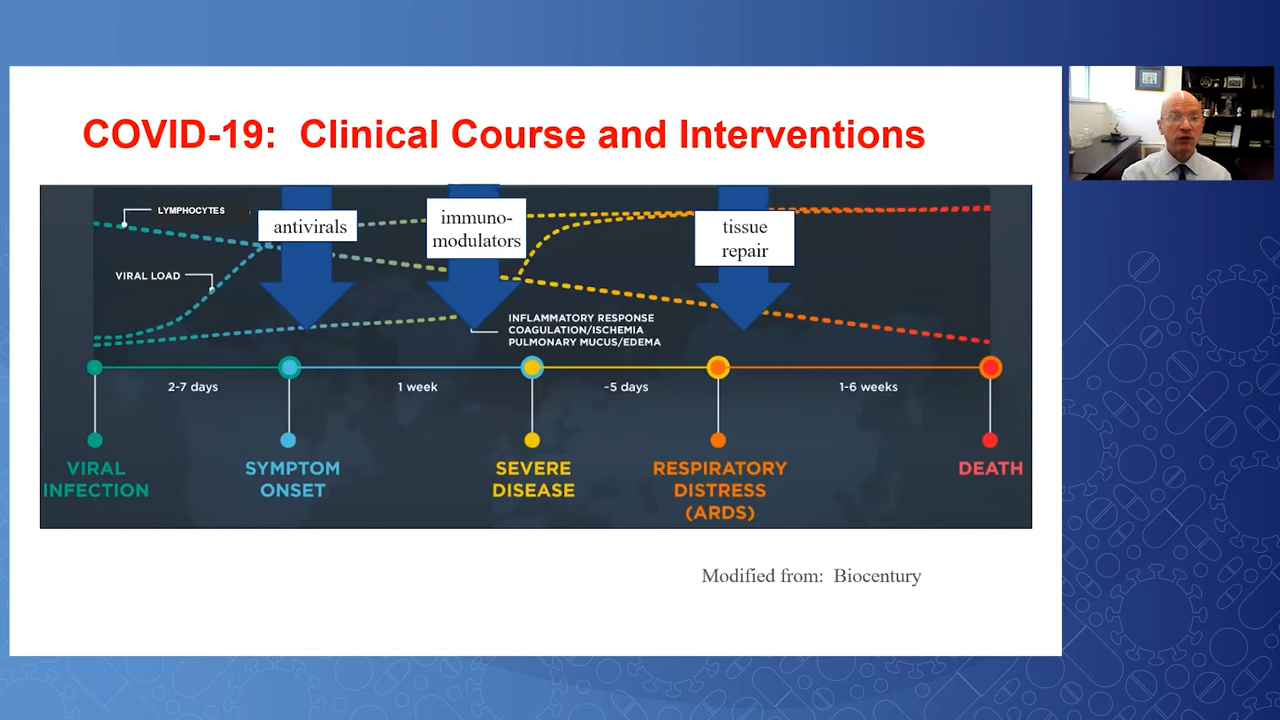 COVID-19: Clinical Course and Interventions
LYMPHOCYTES
antivirals
immuno-
modulators
tissue
repair
VIRAL LOAD
INFLAMMATORY RESPONSE
COAGULATION/ISCHEMIA
PULMONARY MUCUS/EDEMA
2-7 days
1 week
~5 days
1-6 weeks
VIRAL
INFECTION
SYMPTOM
ONSET
SEVERE
DISEASE
RESPIRATORY
DISTRESS
(ARDS)
DEATH
Modified from: Biocentury